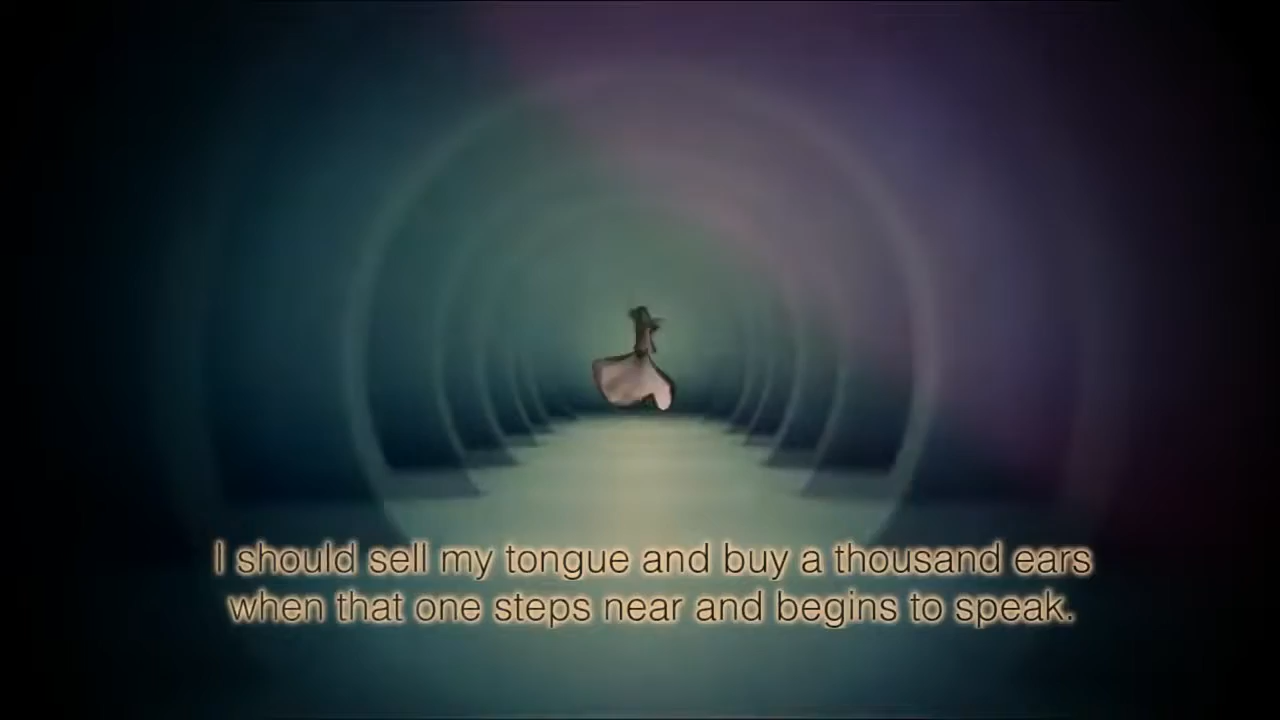 I should sell my tongue and buy a thousand ears
when that one steps near and begins to speak.